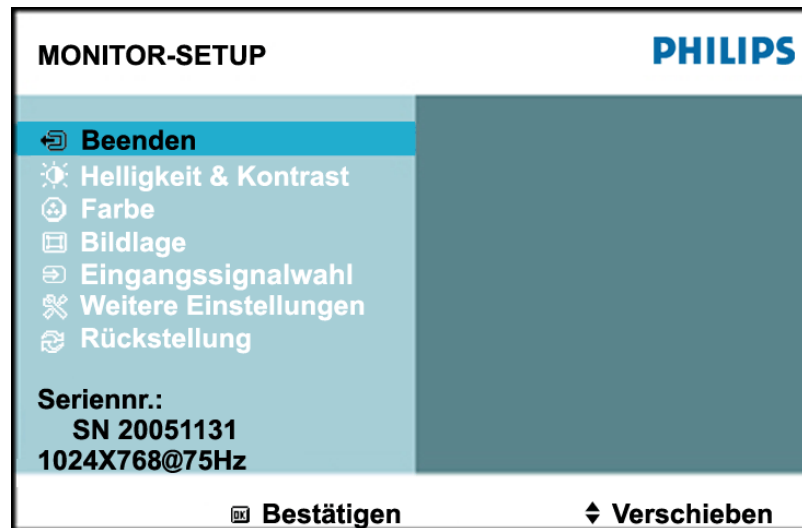 MONITOR-SETUP PHILIPS
Beenden
Helligkeit & Kontrast
Farbe
Bildlage
Eingangssignalwahl
Weitere Einstellungen
Rückstellung
Seriennr.:
SN 20051131
1024X768@75Hz
OK Bestätigen Verschieben